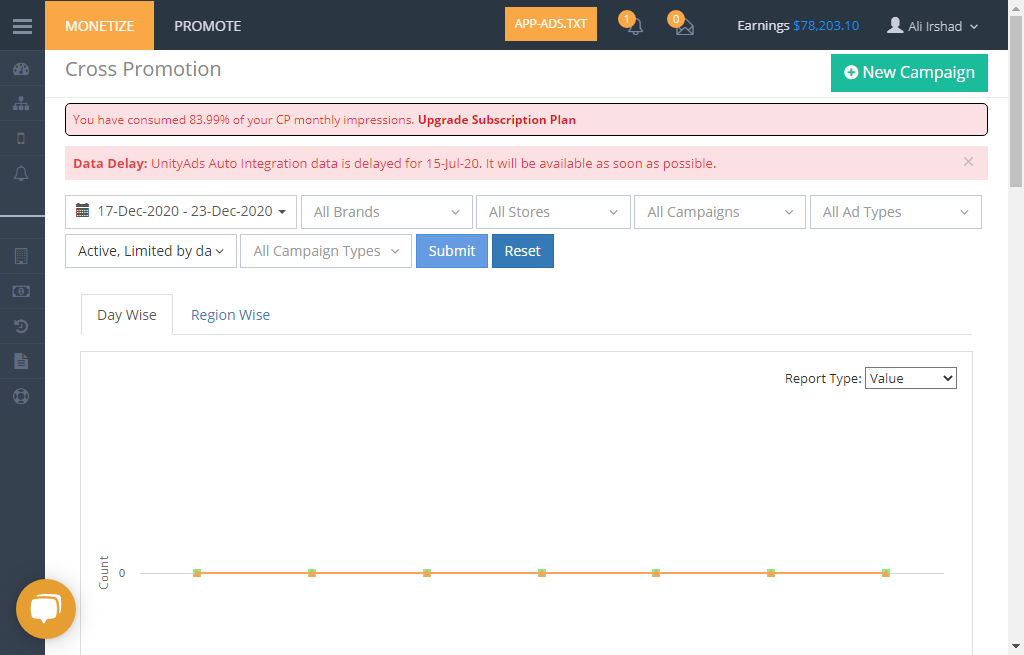 MONETIZE PROMOTE APP-ADS.TXT 1 0 Earnings $78,203.10 Ali Irshad
Cross Promotion New Campaign
You have consumed 83.99% of your CP monthly impressions. Upgrade Subscription Plan
Data Delay: UnityAds Auto Integration data is delayed for 15-Jul-20. It will be available as soon as possible. ×
17-Dec-2020 - 23-Dec-2020 All Brands All Stores All Campaigns All Ad Types
Active, Limited by da All Campaign Types Submit Reset
Day Wise Region Wise
Report Type: Value
Count 0